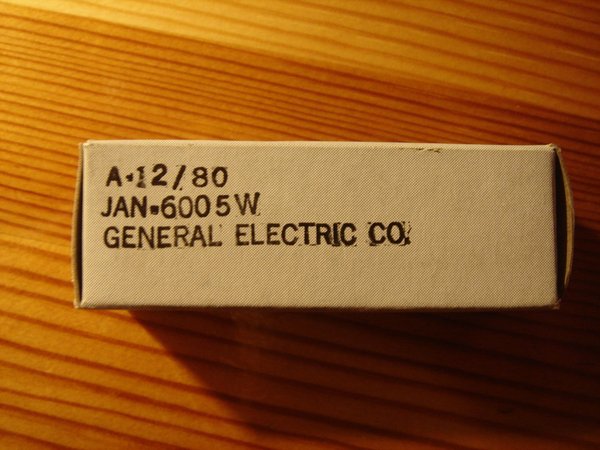 A-12/80
JAN-6005W
GENERAL ELECTRIC CO.